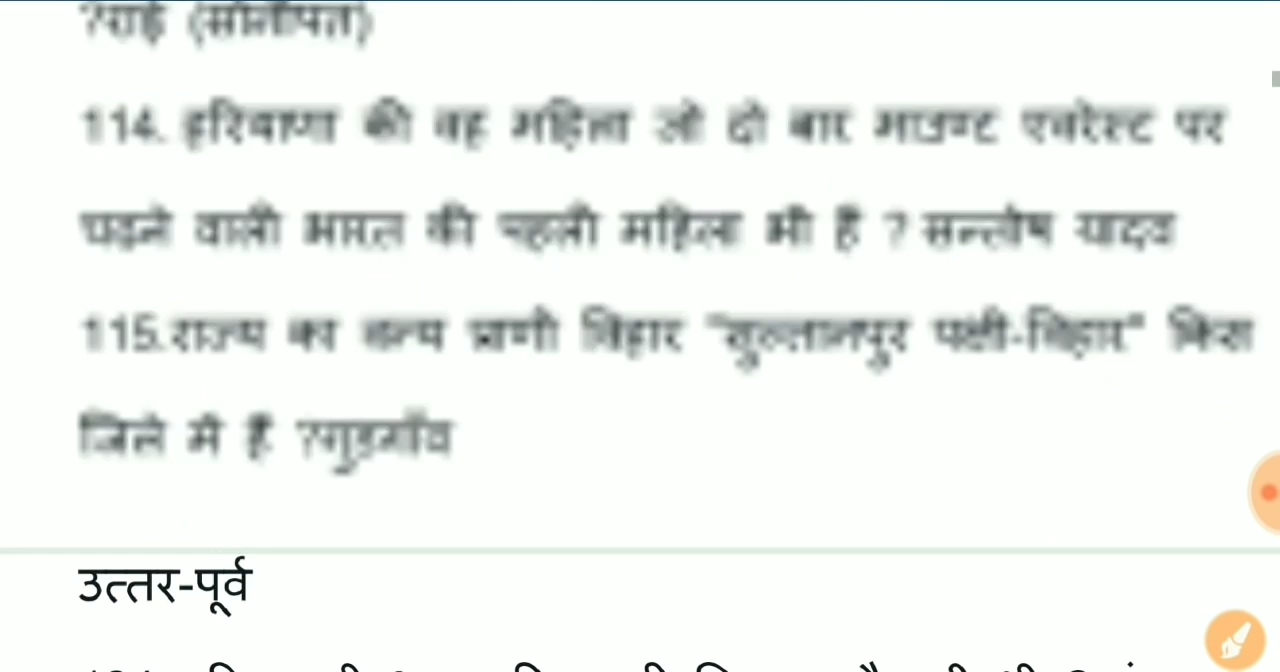 ?राई (सोनीपत)
114. हरियाणा की वह महिला जो दो बार माउण्ट एवरेस्ट पर
चढ़ने वाली भारत की पहली महिला भी है ? सन्तोष यादव
115.राज्य का वन्य प्राणी विहार "सुल्तानपुर पक्षी-विहार" किस
जिले में है ?गुड़गाँव
उत्तर-पूर्व